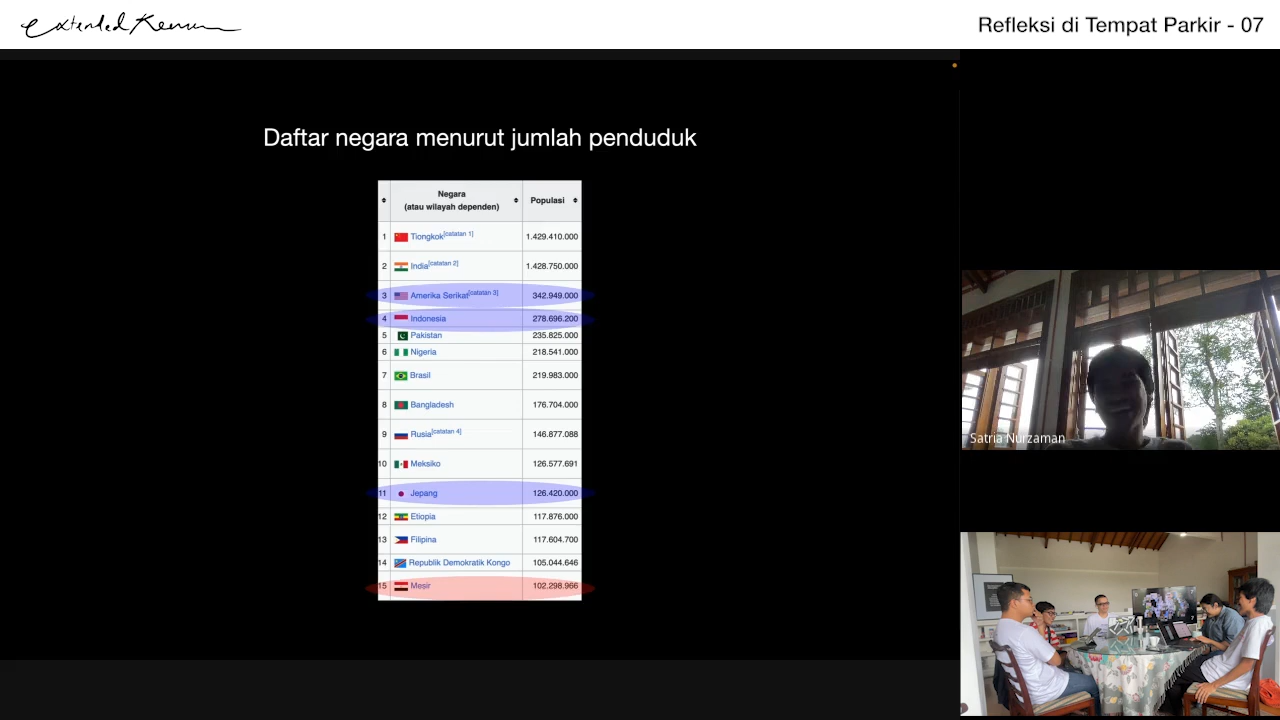 Extended Remun
Refleksi di Tempat Parkir - 07
Daftar negara menurut jumlah penduduk
Negara
(atau wilayah dependen)
Populasi
1 Tiongkok[catatan 1] 1.429.410.000
2 India[catatan 2] 1.428.750.000
3 Amerika Serikat[catatan 3] 342.949.000
4 Indonesia 278.696.200
5 Pakistan 235.825.000
6 Nigeria 218.541.000
7 Brasil 219.983.000
8 Bangladesh 176.704.000
9 Rusia[catatan 4] 146.877.088
10 Meksiko 126.577.691
11 Jepang 126.420.000
12 Etiopia 117.876.000
13 Filipina 117.604.700
14 Republik Demokratik Kongo 105.044.646
15 Mesir 102.298.966
Satria Nurzaman